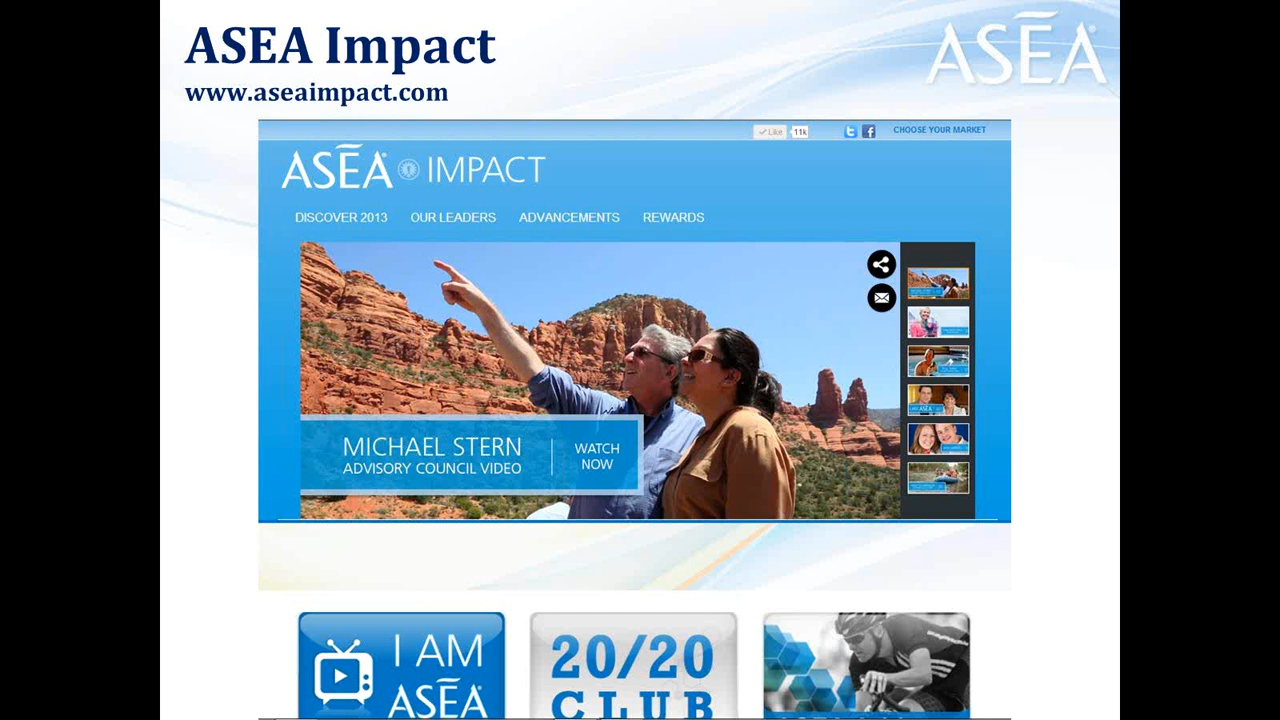 ASEA Impact
www.aseaimpact.com
ASEA
Like 11k
CHOOSE YOUR MARKET
ASEA IMPACT
DISCOVER 2013 OUR LEADERS ADVANCEMENTS REWARDS
MICHAEL STERN
ADVISORY COUNCIL VIDEO
WATCH
NOW
I AM
ASEA
20/20
CLUB